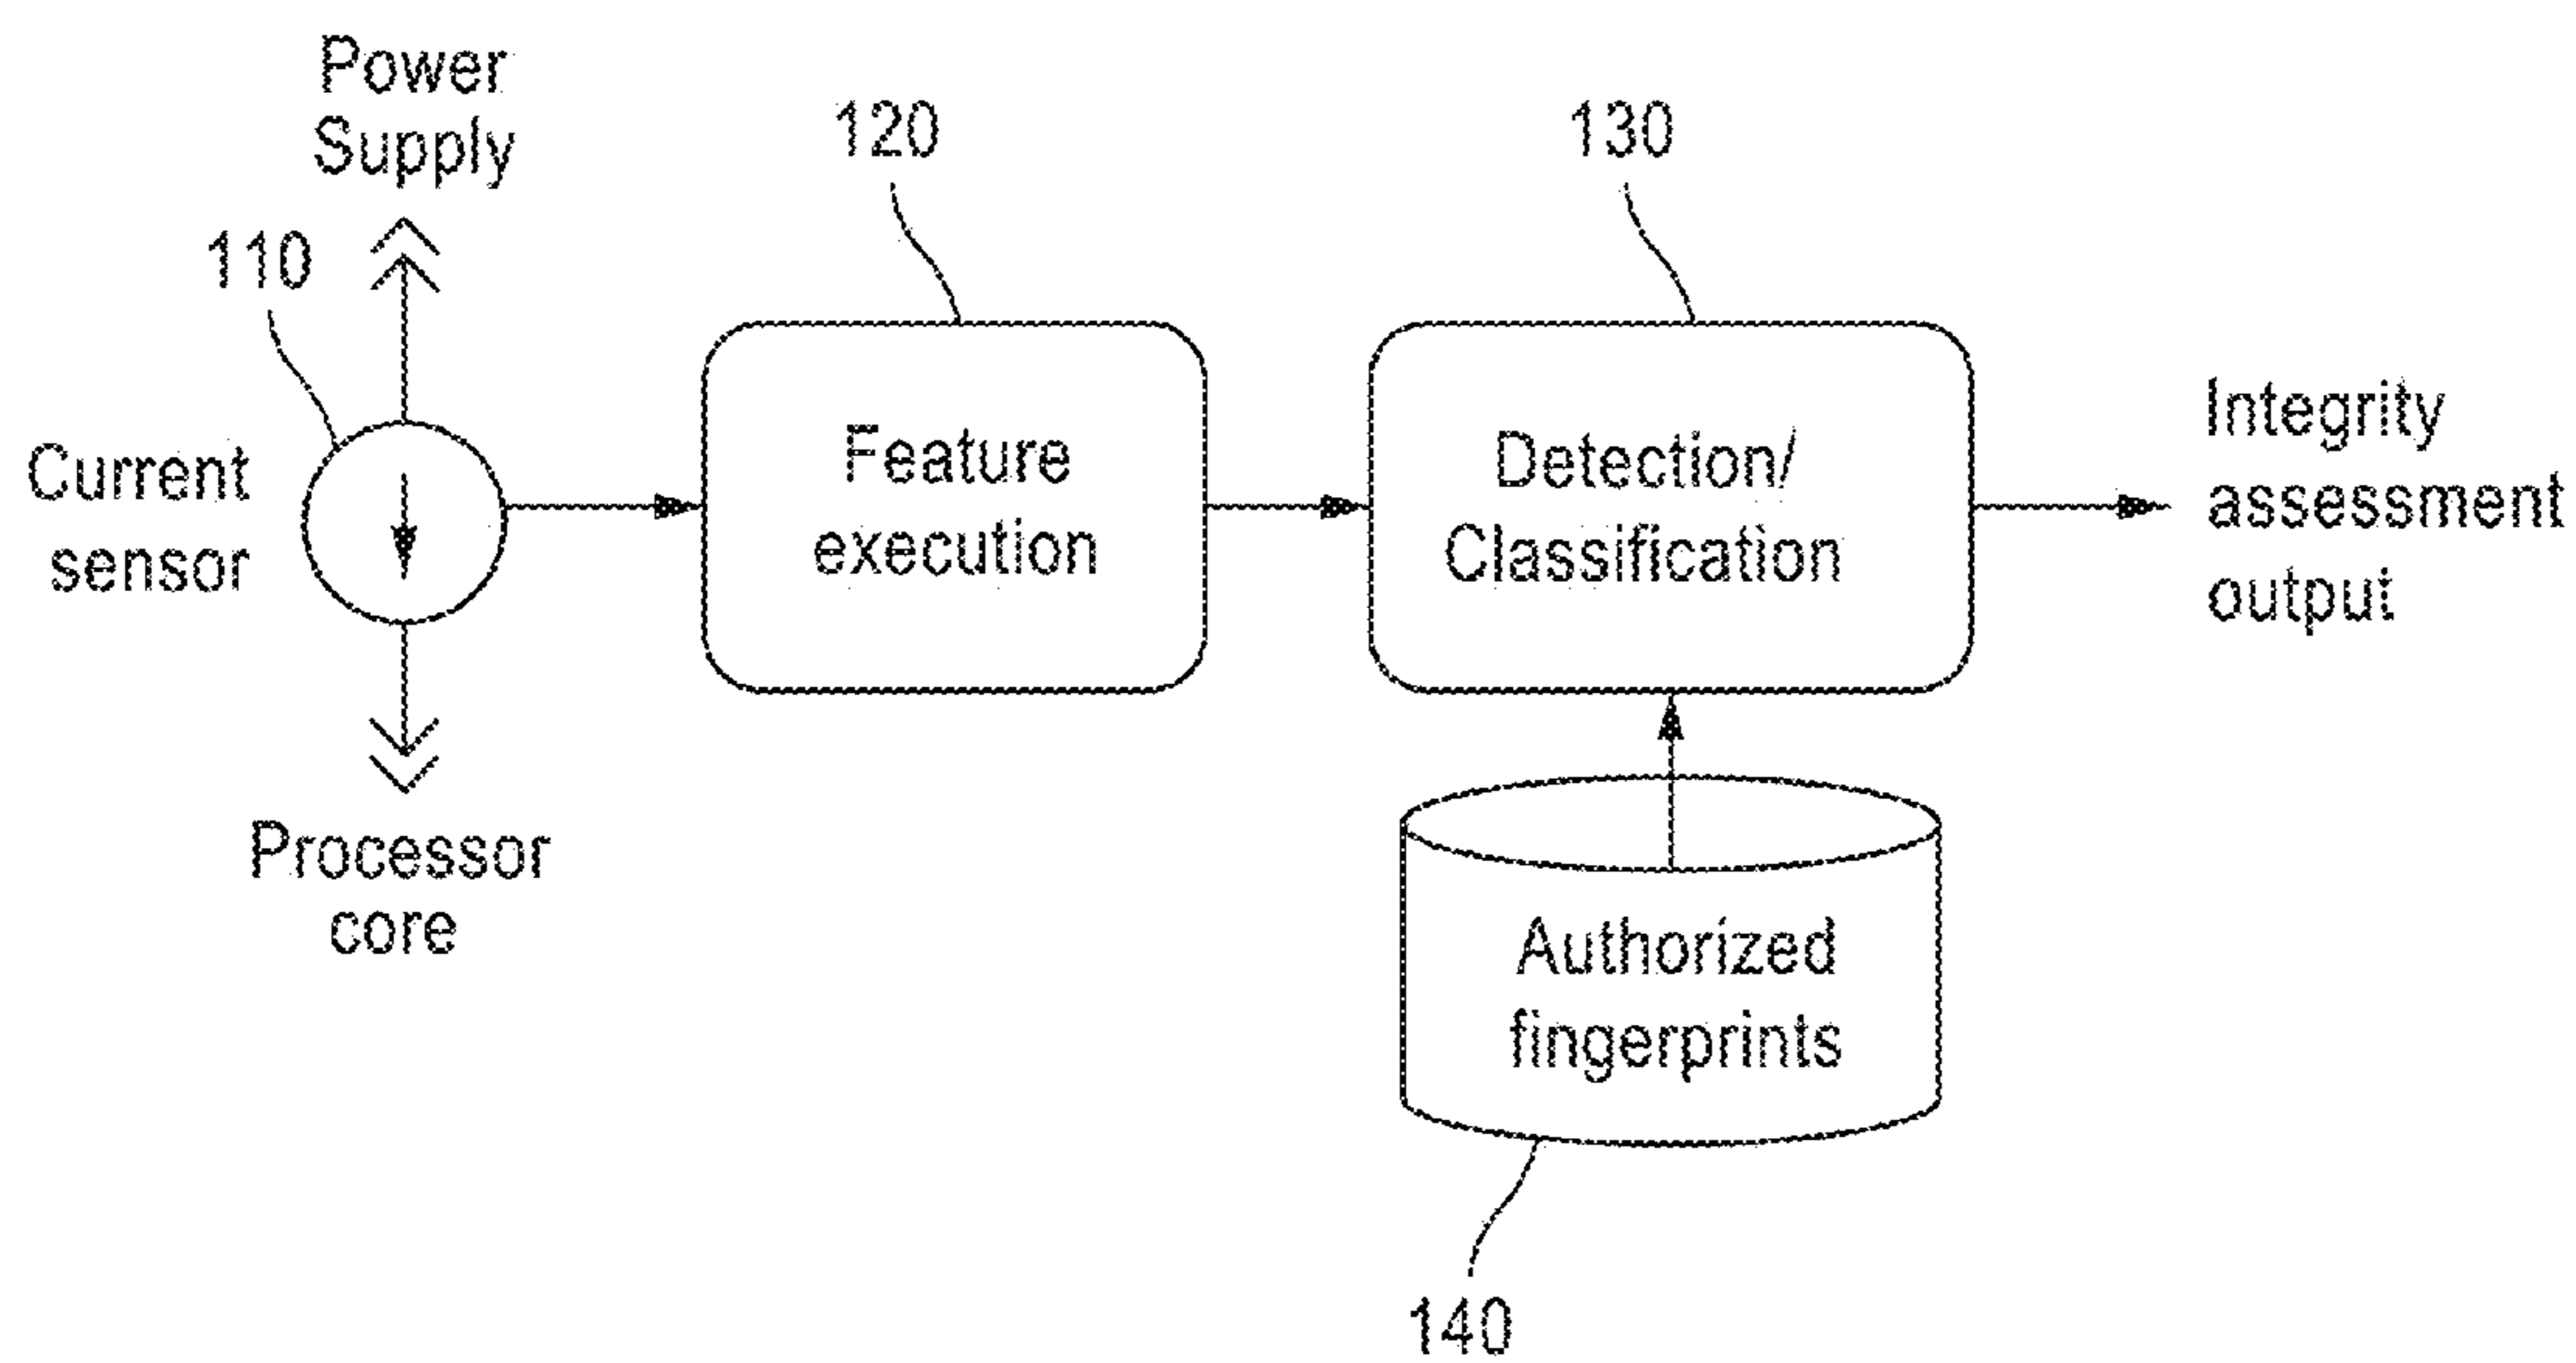 Power
Supply
110
120
130
Current
sensor
Feature
execution
Detection/
Classification
Integrity
assessment
output
Processor
core
Authorized
fingerprints
140